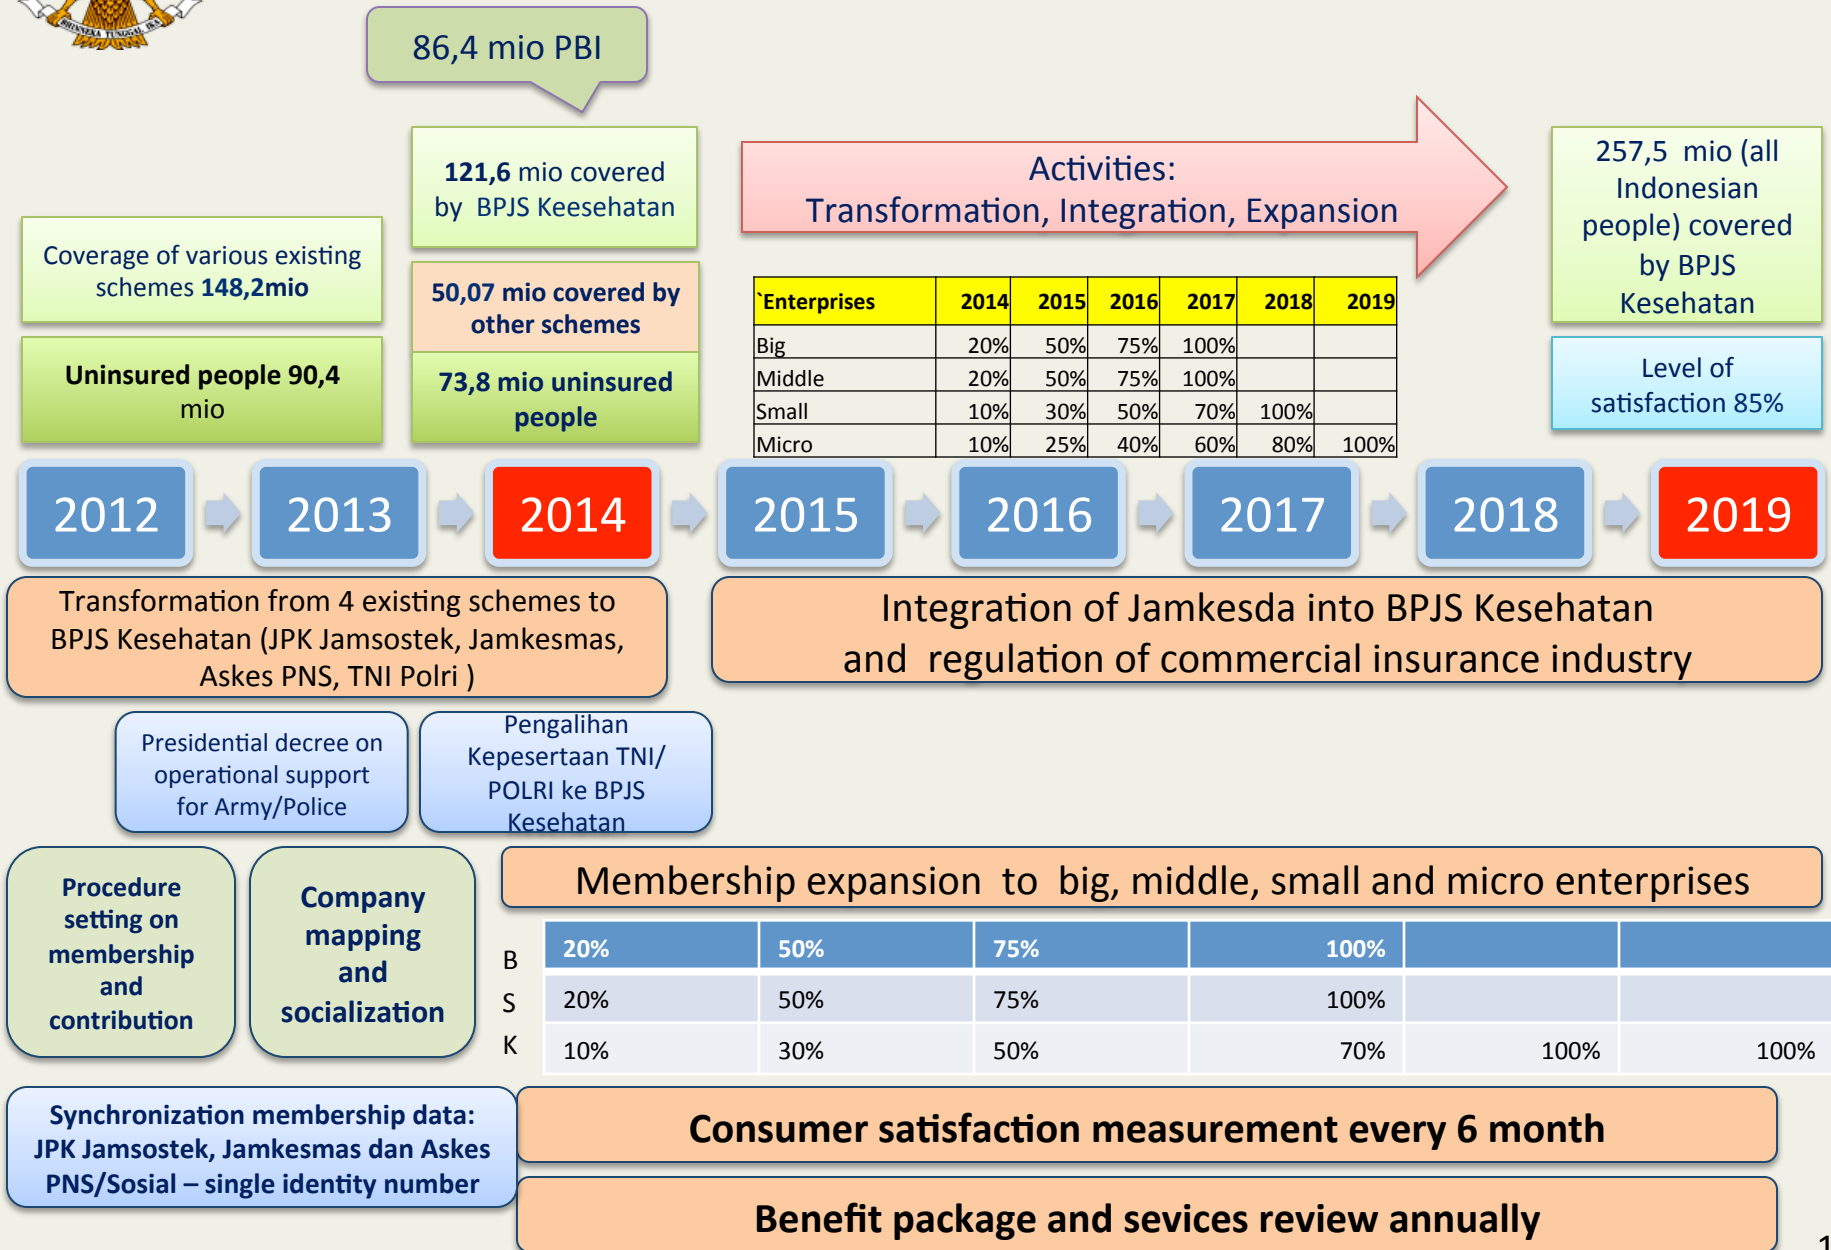 BHINNEKA TUNGGAL IKA
86,4 mio PBI
121,6 mio covered
by BPJS Keesehatan
Activities:
Transformation, Integration, Expansion
257,5 mio (all
Indonesian
people) covered
by BPJS
Kesehatan
Coverage of various existing
schemes 148,2mio
50,07 mio covered by
other schemes
Uninsured people 90,4
mio
73,8 mio uninsured
people
`Enterprises 2014 2015 2016 2017 2018 2019
Big 20% 50% 75% 100%
Middle 20% 50% 75% 100%
Small 10% 30% 50% 70% 100%
Micro 10% 25% 40% 60% 80% 100%
Level of
satisfaction 85%
2012 2013 2014 2015 2016 2017 2018 2019
Transformation from 4 existing schemes to
BPJS Kesehatan (JPK Jamsostek, Jamkesmas,
Askes PNS, TNI Polri )
Integration of Jamkesda into BPJS Kesehatan
and regulation of commercial insurance industry
Presidential decree on
operational support
for Army/Police
Pengalihan
Kepesertaan TNI/
POLRI ke BPJS
Kesehatan
Procedure
setting on
membership
and
contribution
Company
mapping
and
socialization
Membership expansion to big, middle, small and micro enterprises
B 20% 50% 75% 100%
S 20% 50% 75% 100%
K 10% 30% 50% 70% 100% 100%
Synchronization membership data:
JPK Jamsostek, Jamkesmas dan Askes
PNS/Sosial – single identity number
Consumer satisfaction measurement every 6 month
Benefit package and sevices review annually
1